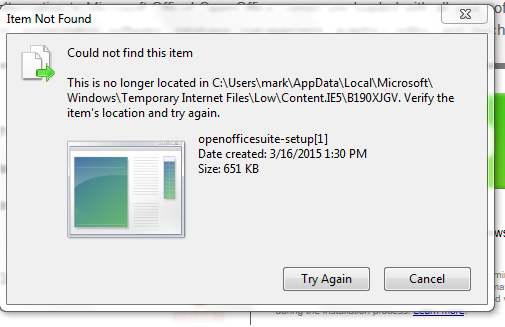 Item Not Found
Could not find this item
This is no longer located in C:\Users\mark\AppData\Local\Microsoft\
Windows\Temporary Internet Files\Low\Content.IE5\B190XJGV. Verify the
item's location and try again.
openofficesuite-setup[1]
Date created: 3/16/2015 1:30 PM
Size: 651 KB
Try Again
Cancel
during the installation process. Learn more.